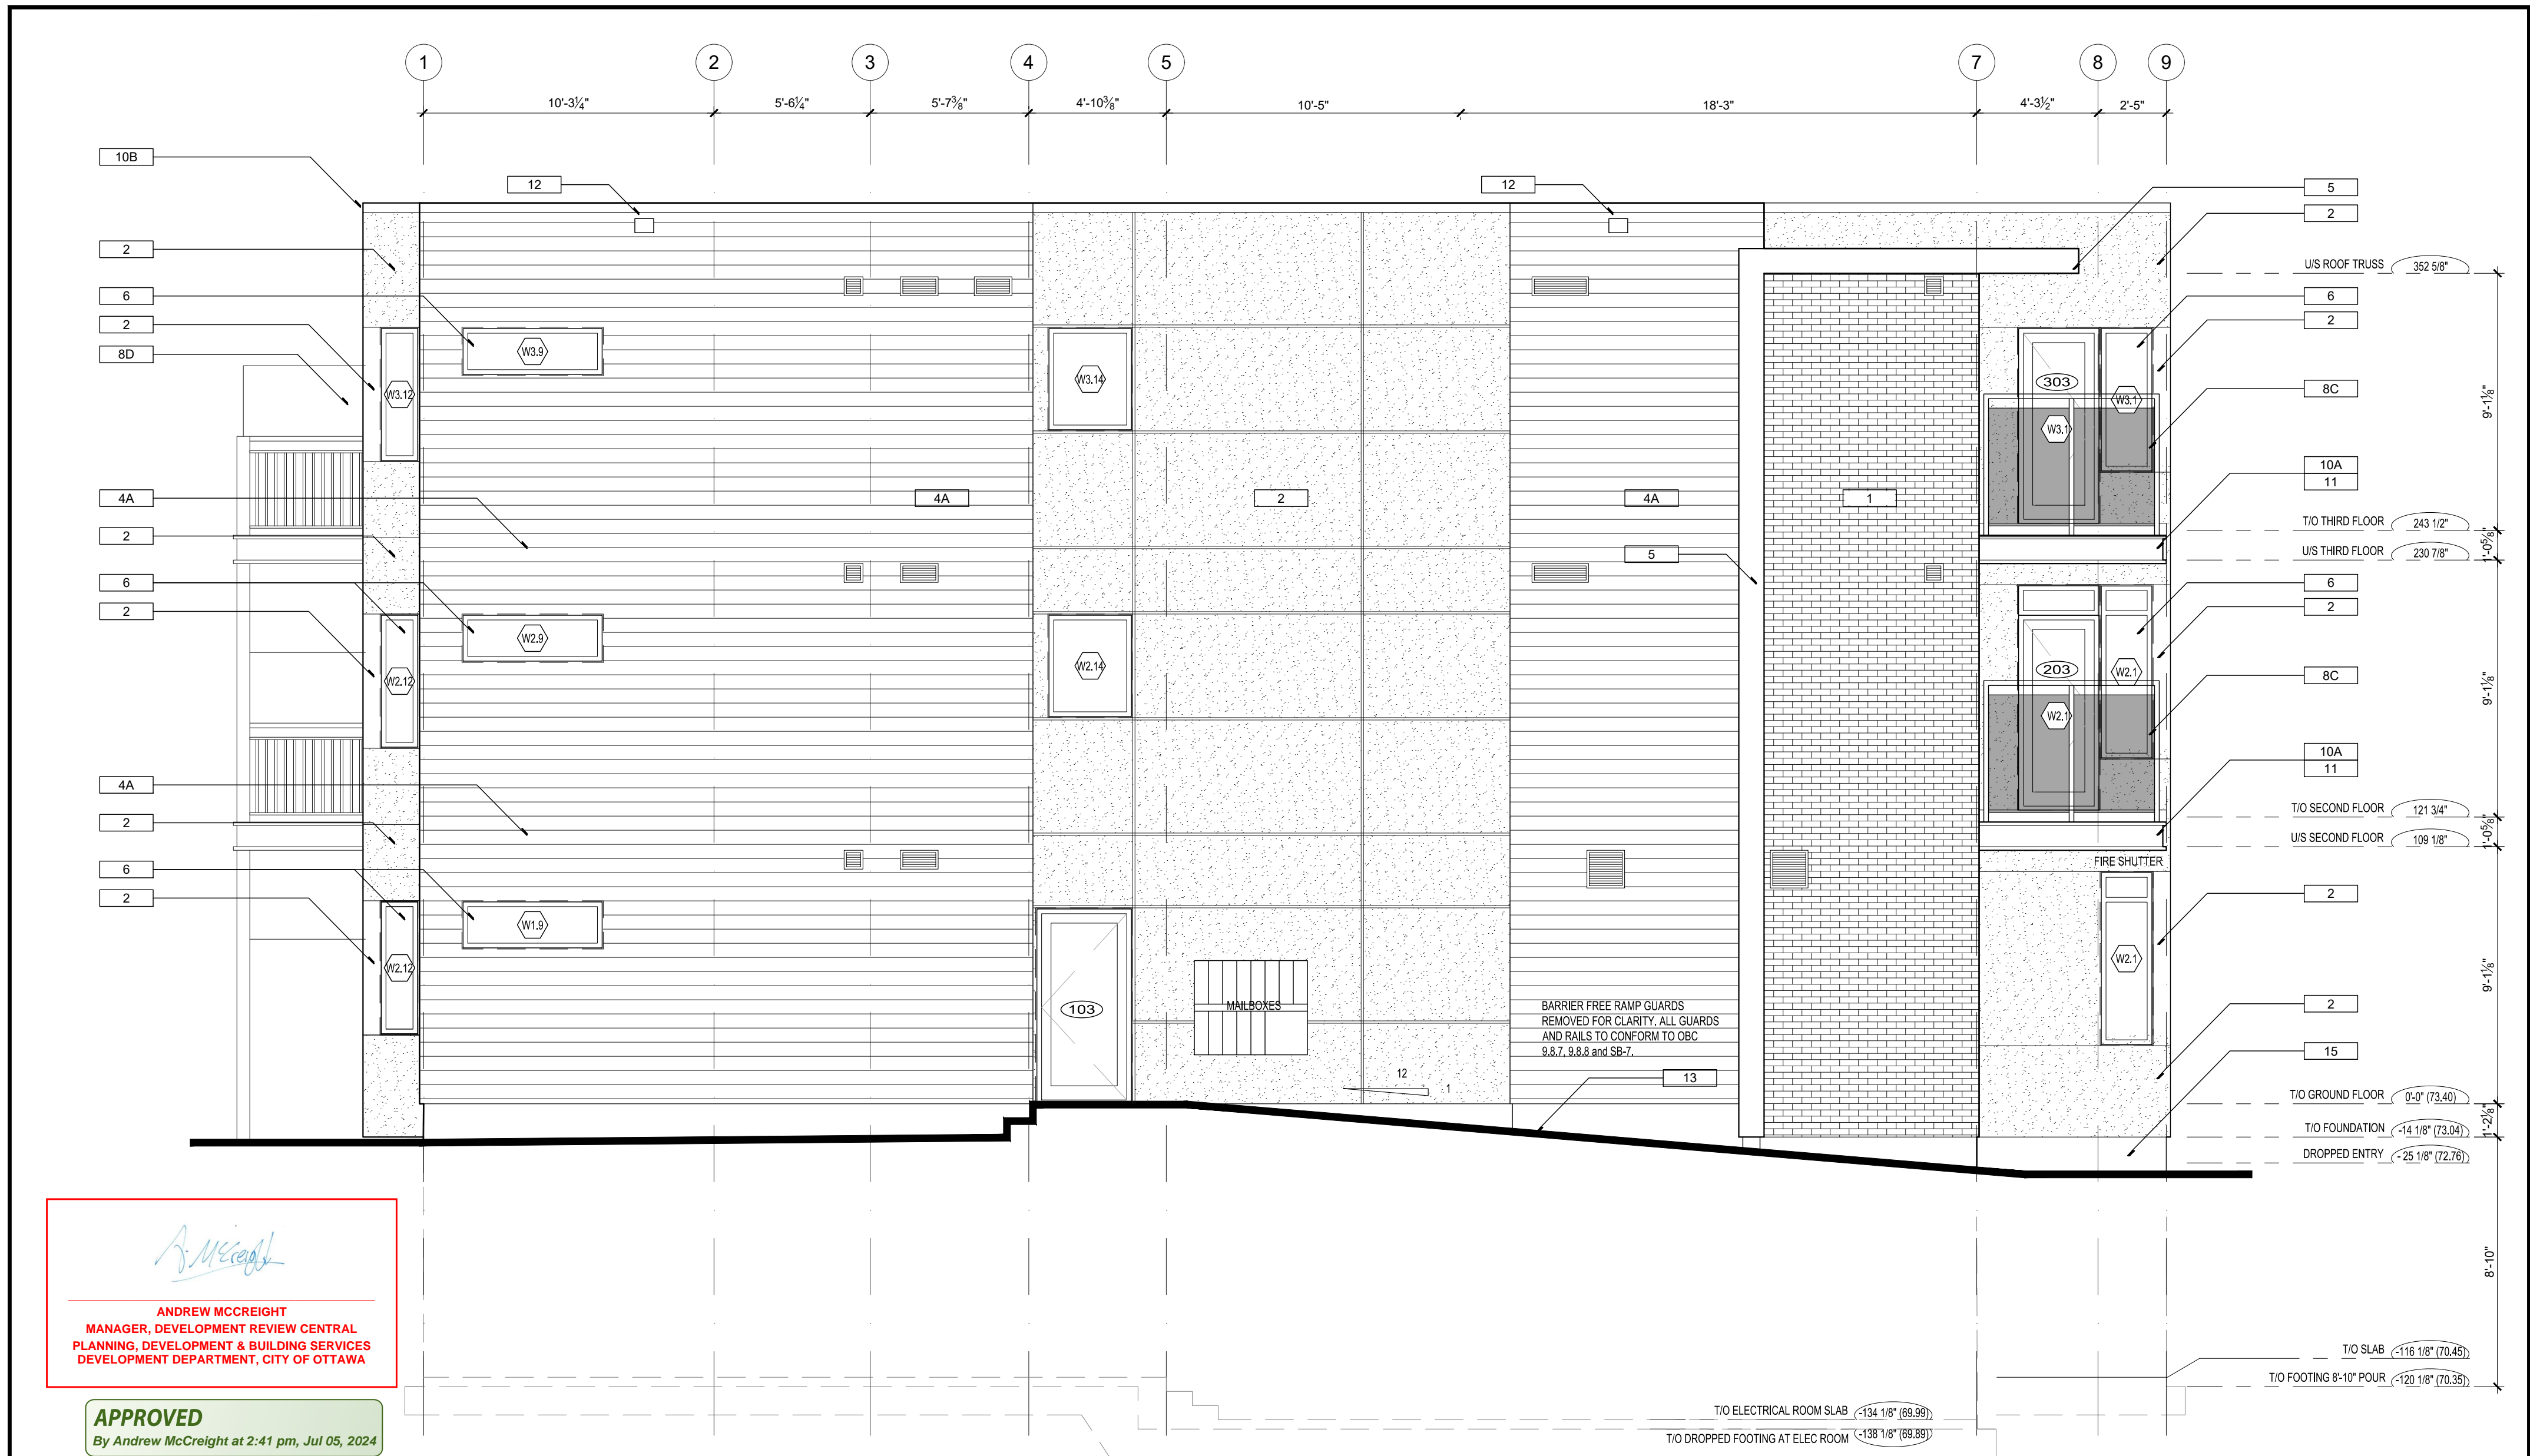 1
2
3
4
5
7
8
9
10'-3¼"
5'-6¼"
5'-7⅜"
4'-10⅜"
10'-5"
18'-3"
4'-3½"
2'-5"
10B
12
12
5
2
2
U/S ROOF TRUSS 352 5/8"
6
6
2
2
8D
W3.9
W3.12
W3.14
303
W3.1
W3.1
8C
9'-1⅛"
10A
11
4A
4A
2
4A
1
T/O THIRD FLOOR 243 1/2"
1'-0⅝"
2
5
U/S THIRD FLOOR 230 7/8"
6
6
2
2
W2.9
W2.12
W2.14
203
W2.1
W2.1
8C
9'-1⅛"
10A
11
4A
T/O SECOND FLOOR 121 3/4"
1'-0⅝"
2
U/S SECOND FLOOR 109 1/8"
FIRE SHUTTER
6
2
2
W1.9
W2.12
W2.1
9'-1⅛"
103
MAILBOXES
BARRIER FREE RAMP GUARDS
REMOVED FOR CLARITY. ALL GUARDS
AND RAILS TO CONFORM TO OBC
9.8.7, 9.8.8 and SB-7.
2
15
12
1
13
T/O GROUND FLOOR 0'-0" (73.40)
1'-2⅛"
T/O FOUNDATION -14 1/8" (73.04)
DROPPED ENTRY -25 1/8" (72.76)
8'-10"
A. McCreight
ANDREW MCCREIGHT
MANAGER, DEVELOPMENT REVIEW CENTRAL
PLANNING, DEVELOPMENT & BUILDING SERVICES
DEVELOPMENT DEPARTMENT, CITY OF OTTAWA
APPROVED
By Andrew McCreight at 2:41 pm, Jul 05, 2024
T/O SLAB -116 1/8" (70.45)
T/O FOOTING 8'-10" POUR -120 1/8" (70.35)
T/O ELECTRICAL ROOM SLAB -134 1/8" (69.99)
T/O DROPPED FOOTING AT ELEC ROOM -138 1/8" (69.89)